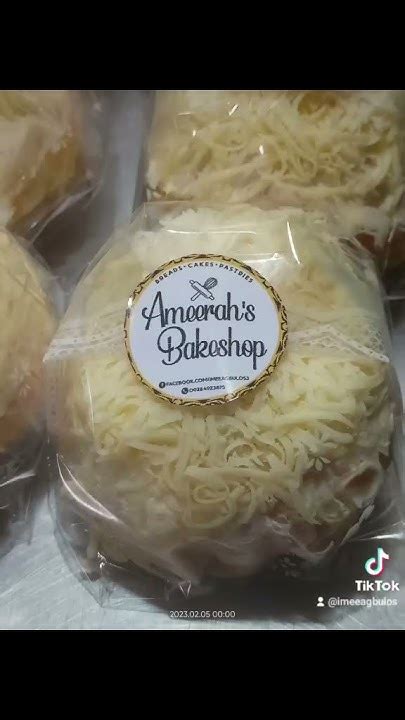 BREADS • CAKES • PASTRIES
Ameerah's
Bakeshop
2023.02.05 00:00
TikTok
@imeeagbulos